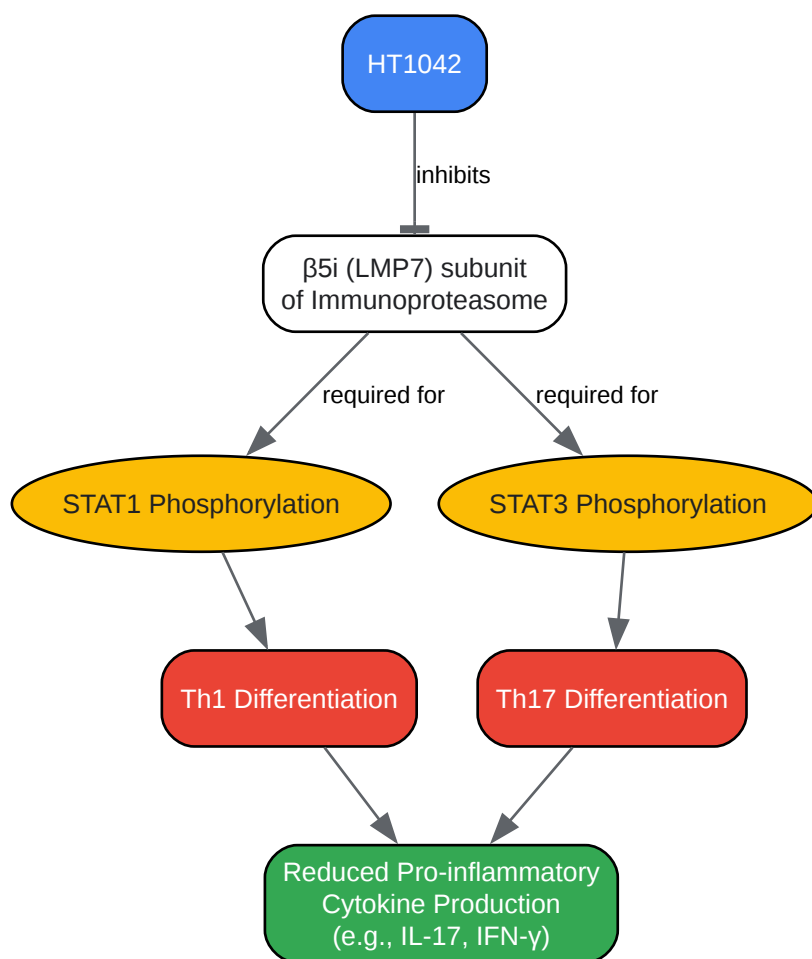 HT1042
inhibits
β5i (LMP7) subunit
of Immunoproteasome
required for
required for
STAT1 Phosphorylation
STAT3 Phosphorylation
Th1 Differentiation
Th17 Differentiation
Reduced Pro-inflammatory
Cytokine Production
(e.g., IL-17, IFN-γ)